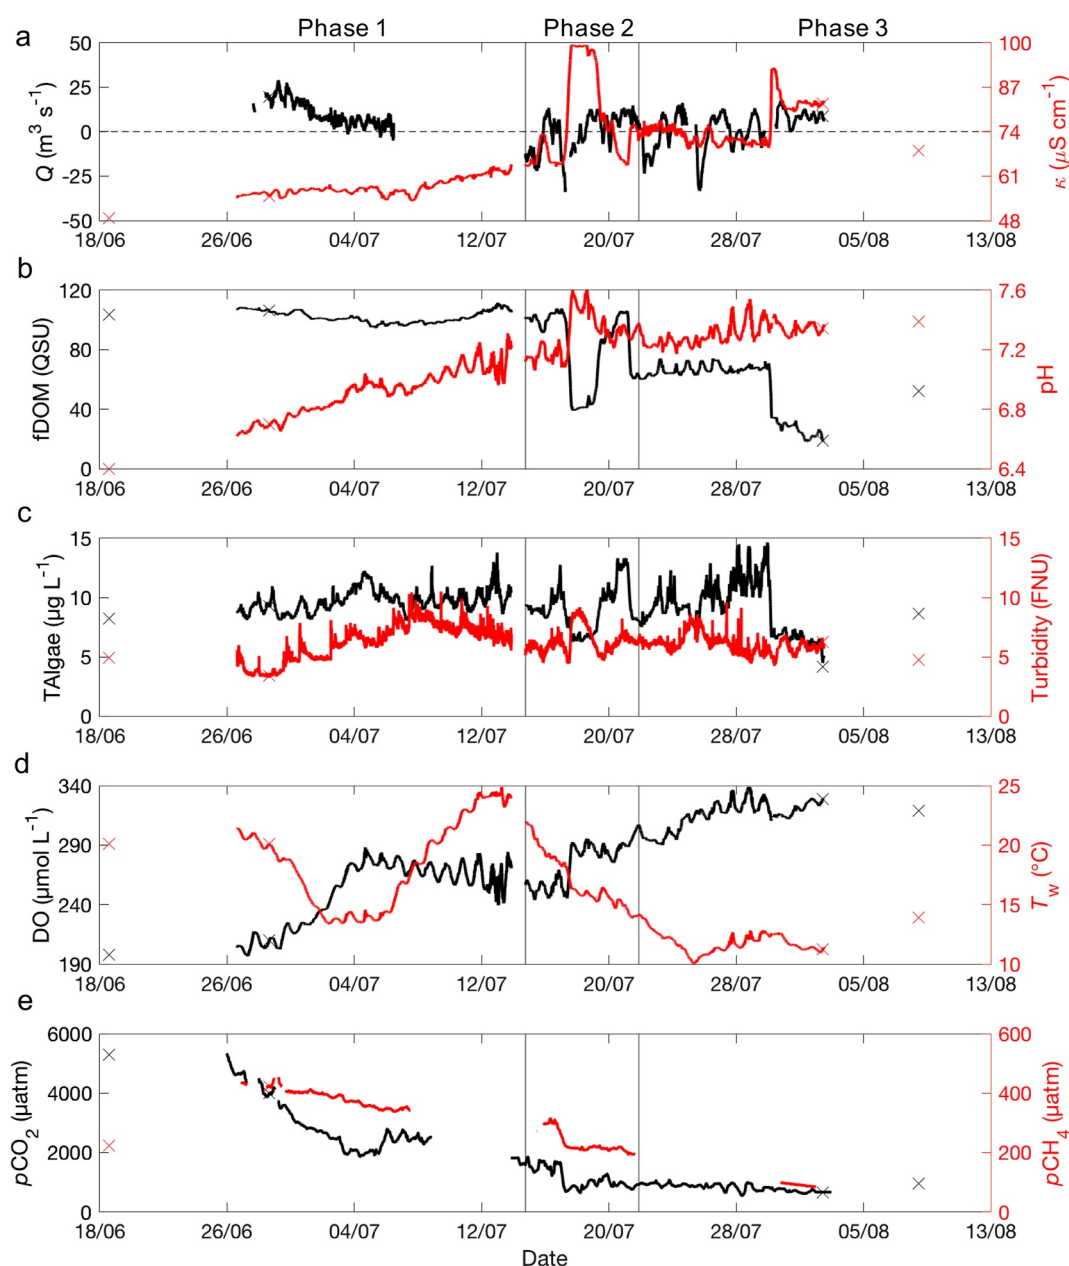 Phase 1 Phase 2 Phase 3
a
50 100
25 87
0 74
-25 61
-50 48
Q (m³ s⁻¹)
κ (µS cm⁻¹)
18/06 26/06 04/07 12/07 20/07 28/07 05/08 13/08
b
120 7.6
80 7.2
40 6.8
0 6.4
fDOM (QSU)
pH
18/06 26/06 04/07 12/07 20/07 28/07 05/08 13/08
c
15 15
10 10
5 5
0 0
TAlgae (µg L⁻¹)
Turbidity (FNU)
18/06 26/06 04/07 12/07 20/07 28/07 05/08 13/08
d
340 25
290 20
240 15
190 10
DO (µmol L⁻¹)
T_w (°C)
18/06 26/06 04/07 12/07 20/07 28/07 05/08 13/08
e
6000 600
4000 400
2000 200
0 0
pCO₂ (µatm)
pCH₄ (µatm)
18/06 26/06 04/07 12/07 20/07 28/07 05/08 13/08
Date